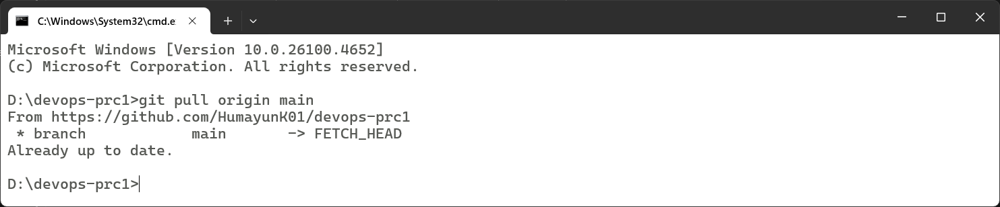 C:\Windows\System32\cmd.e
Microsoft Windows [Version 10.0.26100.4652]
(c) Microsoft Corporation. All rights reserved.
D:\devops-prc1>git pull origin main
From https://github.com/HumayunK01/devops-prc1
 * branch            main       -> FETCH_HEAD
Already up to date.
D:\devops-prc1>